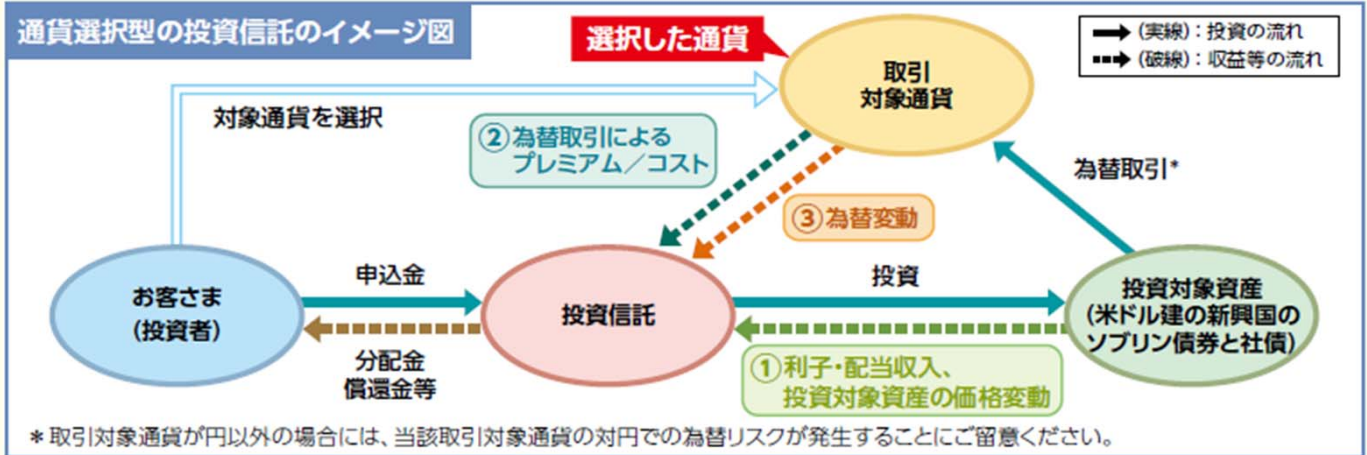 通貨選択型の投資信託のイメージ図
選択した通貨
(実線):投資の流れ
(破線):収益等の流れ
取引
対象通貨
対象通貨を選択
②為替取引による
プレミアム/コスト
為替取引*
③為替変動
お客さま
(投資者)
申込金
分配金
償還金等
投資信託
投資
①利子・配当収入、
投資対象資産の価格変動
投資対象資産
(米ドル建の新興国の
ソブリン債券と社債)
*取引対象通貨が円以外の場合には、当該取引対象通貨の対円での為替リスクが発生することにご留意ください。